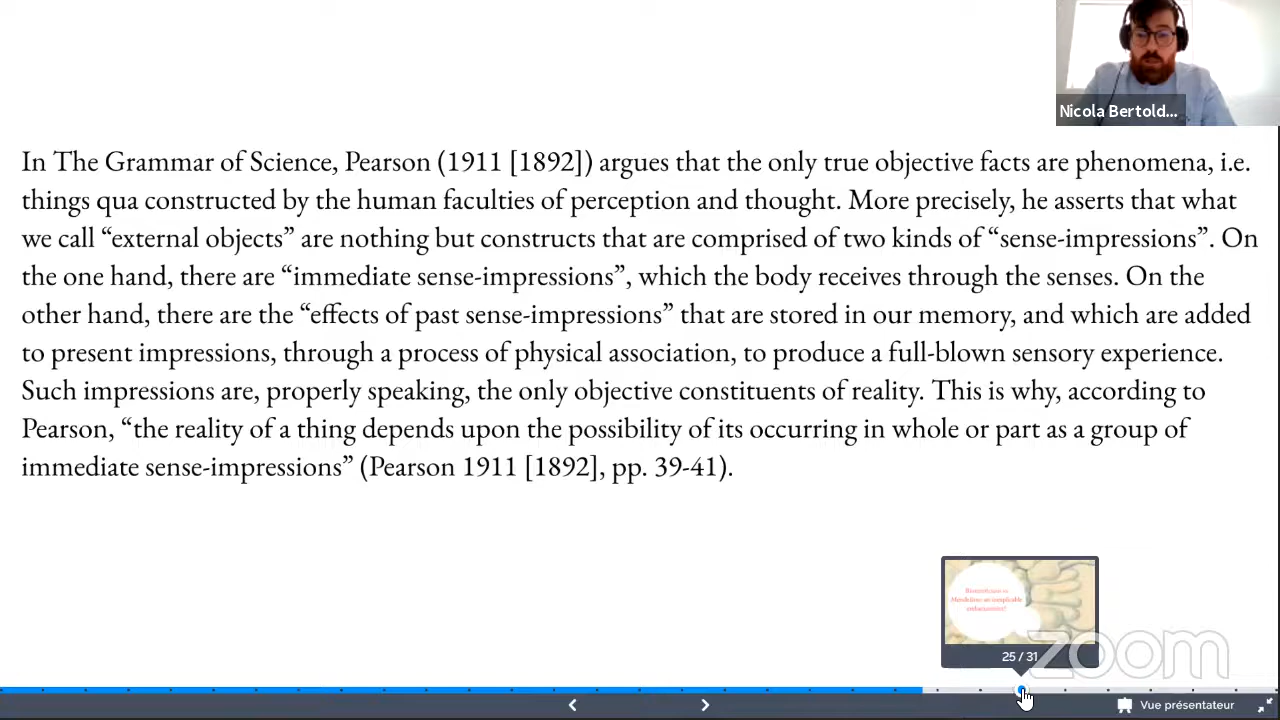 Nicola Bertold...
In The Grammar of Science, Pearson (1911 [1892]) argues that the only true objective facts are phenomena, i.e.
things qua constructed by the human faculties of perception and thought. More precisely, he asserts that what
we call “external objects” are nothing but constructs that are comprised of two kinds of “sense-impressions”. On
the one hand, there are “immediate sense-impressions”, which the body receives through the senses. On the
other hand, there are the “effects of past sense-impressions” that are stored in our memory, and which are added
to present impressions, through a process of physical association, to produce a full-blown sensory experience.
Such impressions are, properly speaking, the only objective constituents of reality. This is why, according to
Pearson, “the reality of a thing depends upon the possibility of its occurring in whole or part as a group of
immediate sense-impressions” (Pearson 1911 [1892], pp. 39-41).
Biometricians vs
Mendelians: an inexplicable
embarassment?
25 / 31
zoom
Vue présentateur